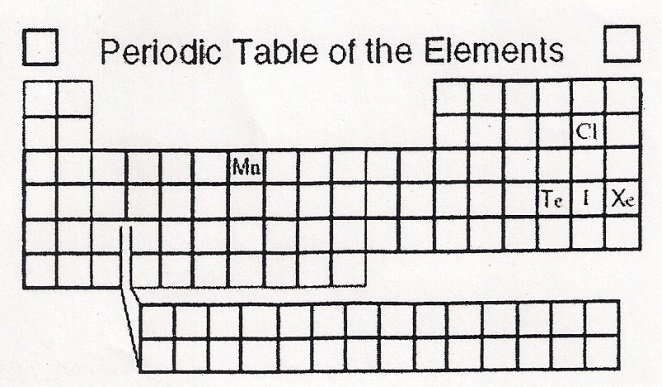 Periodic Table of the Elements
Cl
Mn
Te I Xe